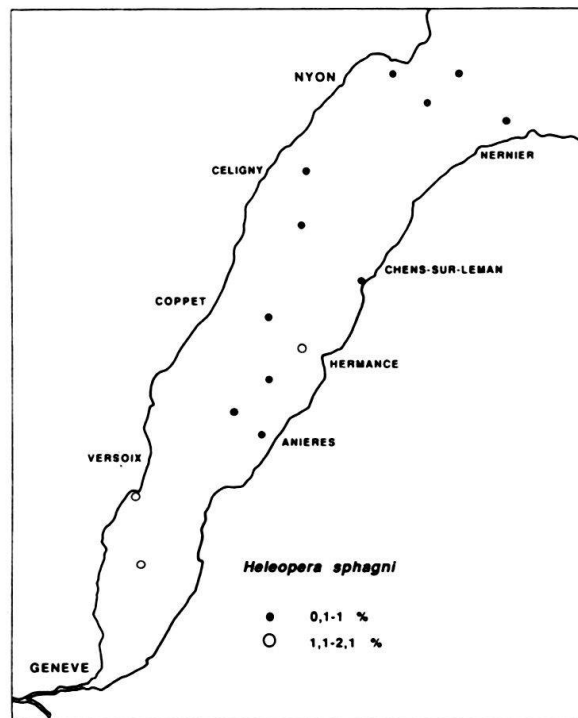 NYON
NERNIER
CELIGNY
CHENS-SUR-LEMAN
COPPET
HERMANCE
ANIERES
VERSOIX
Heleopera sphagni
0,1-1 %
1,1-2,1 %
GENEVE